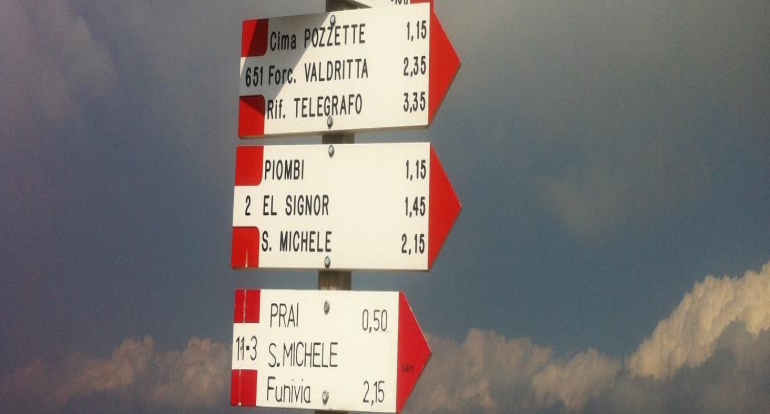 Cima POZZETTE 1,15
651 Forc. VALDRITTA 2,35
Rif. TELEGRAFO 3,35
PIOMBI 1,15
2 EL SIGNOR 1,45
S. MICHELE 2,15
PRAI 0,50
11-3 S.MICHELE
Funivia 2,15